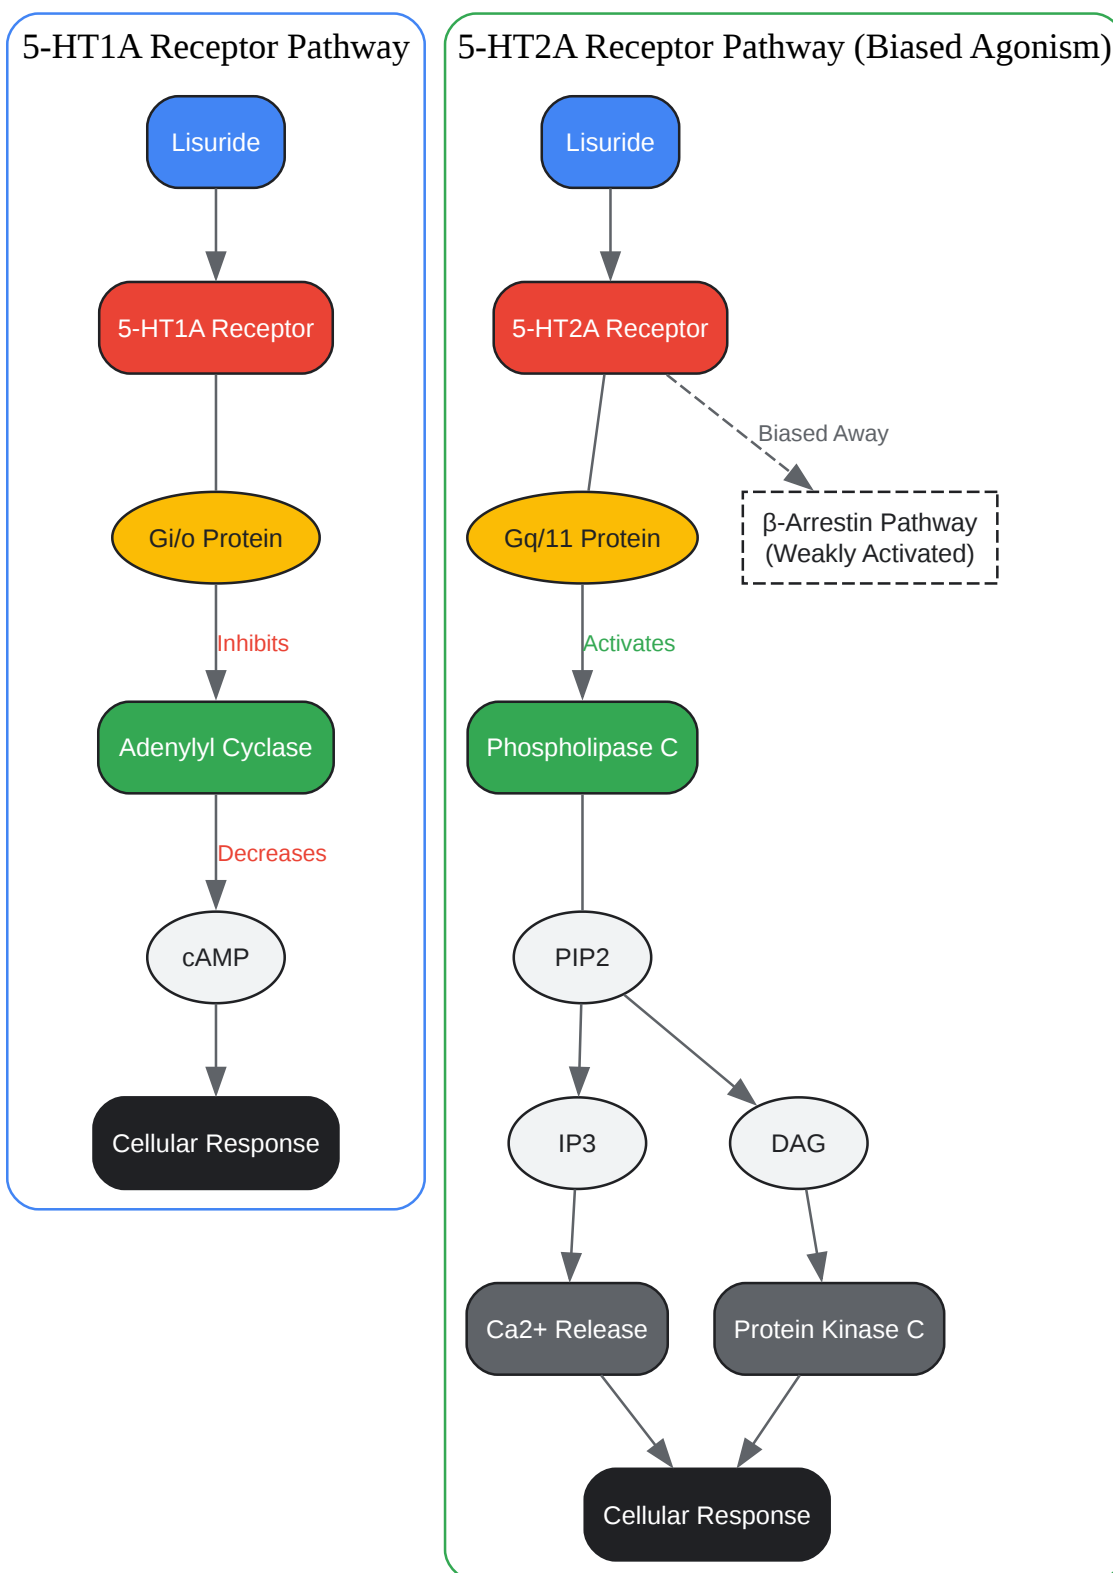 5-HT1A Receptor Pathway
Lisuride
5-HT1A Receptor
Gi/o Protein
Inhibits
Adenylyl Cyclase
Decreases
cAMP
Cellular Response
5-HT2A Receptor Pathway (Biased Agonism)
Lisuride
5-HT2A Receptor
Biased Away
Gq/11 Protein
β-Arrestin Pathway
(Weakly Activated)
Activates
Phospholipase C
PIP2
IP3
DAG
Ca2+ Release
Protein Kinase C
Cellular Response